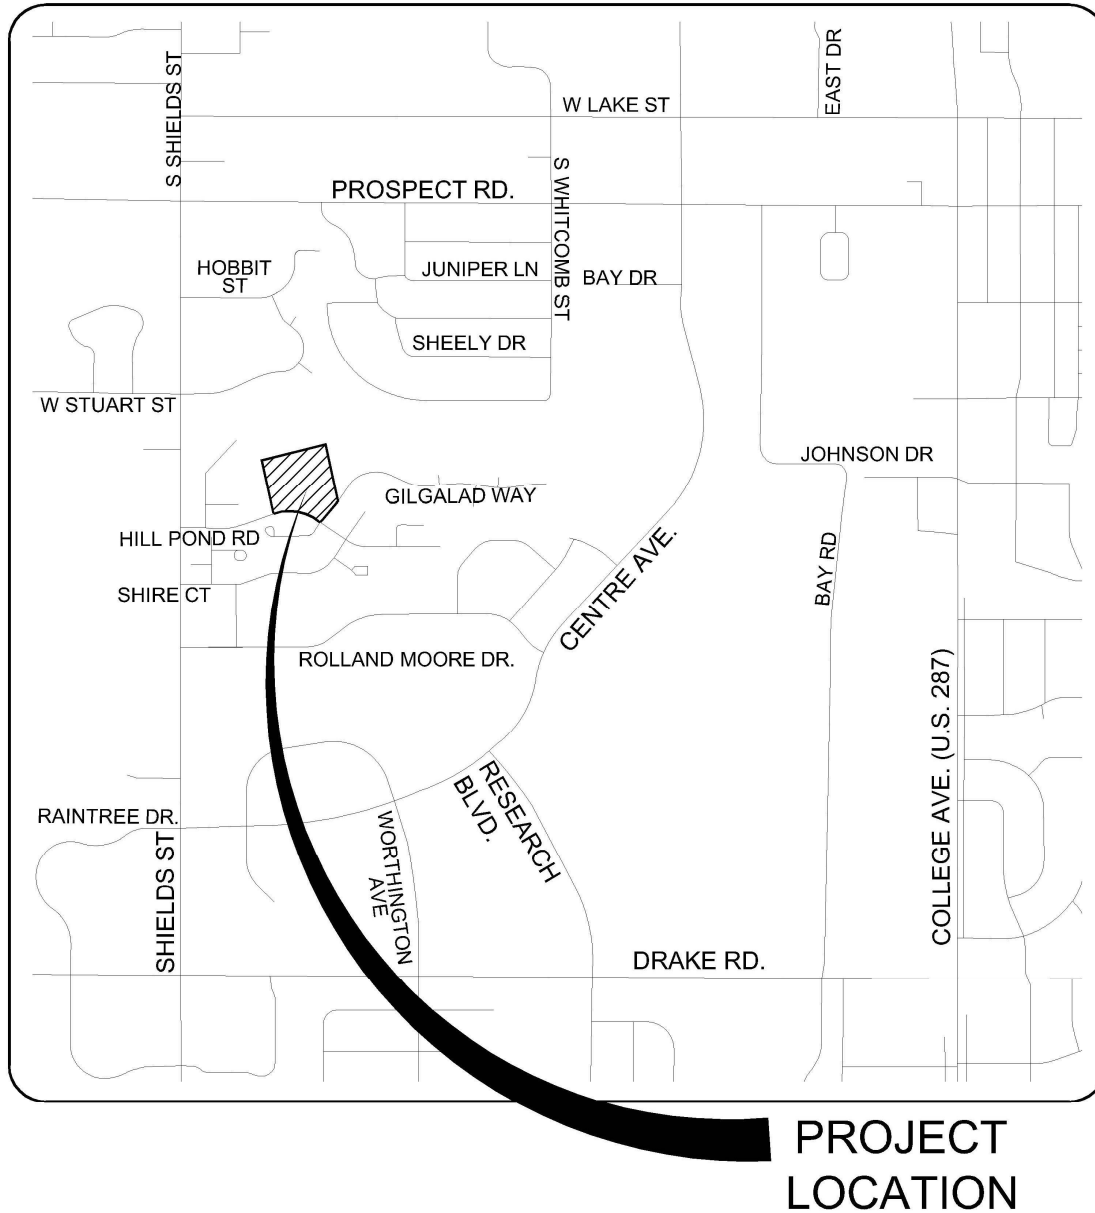 EAST DR
S SHIELDS ST
W LAKE ST
PROSPECT RD.
S WHITCOMB ST
HOBBIT
ST
JUNIPER LN
BAY DR
SHEELY DR
W STUART ST
JOHNSON DR
GILGALAD WAY
HILL POND RD
CENTRE AVE.
BAY RD
SHIRE CT
ROLLAND MOORE DR.
COLLEGE AVE. (U.S. 287)
RESEARCH
BLVD.
RAINTREE DR.
WORTHINGTON
AVE
SHIELDS ST
DRAKE RD.
PROJECT
LOCATION